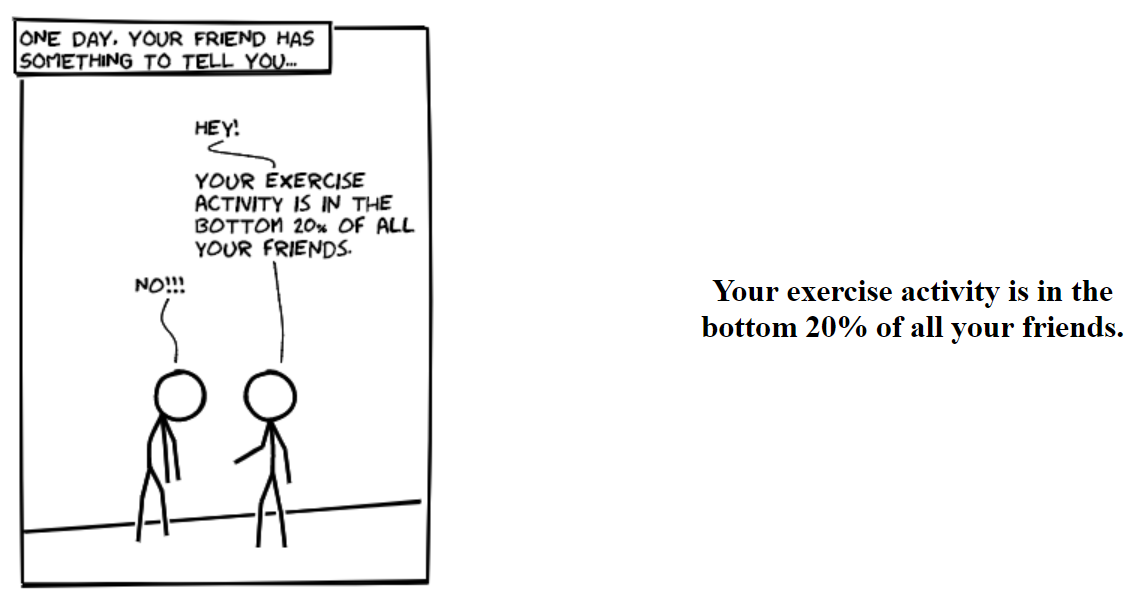 ONE DAY, YOUR FRIEND HAS
SOMETHING TO TELL YOU...
HEY!
YOUR EXERCISE
ACTIVITY IS IN THE
BOTTOM 20% OF ALL
YOUR FRIENDS.
NO!!!
Your exercise activity is in the
bottom 20% of all your friends.